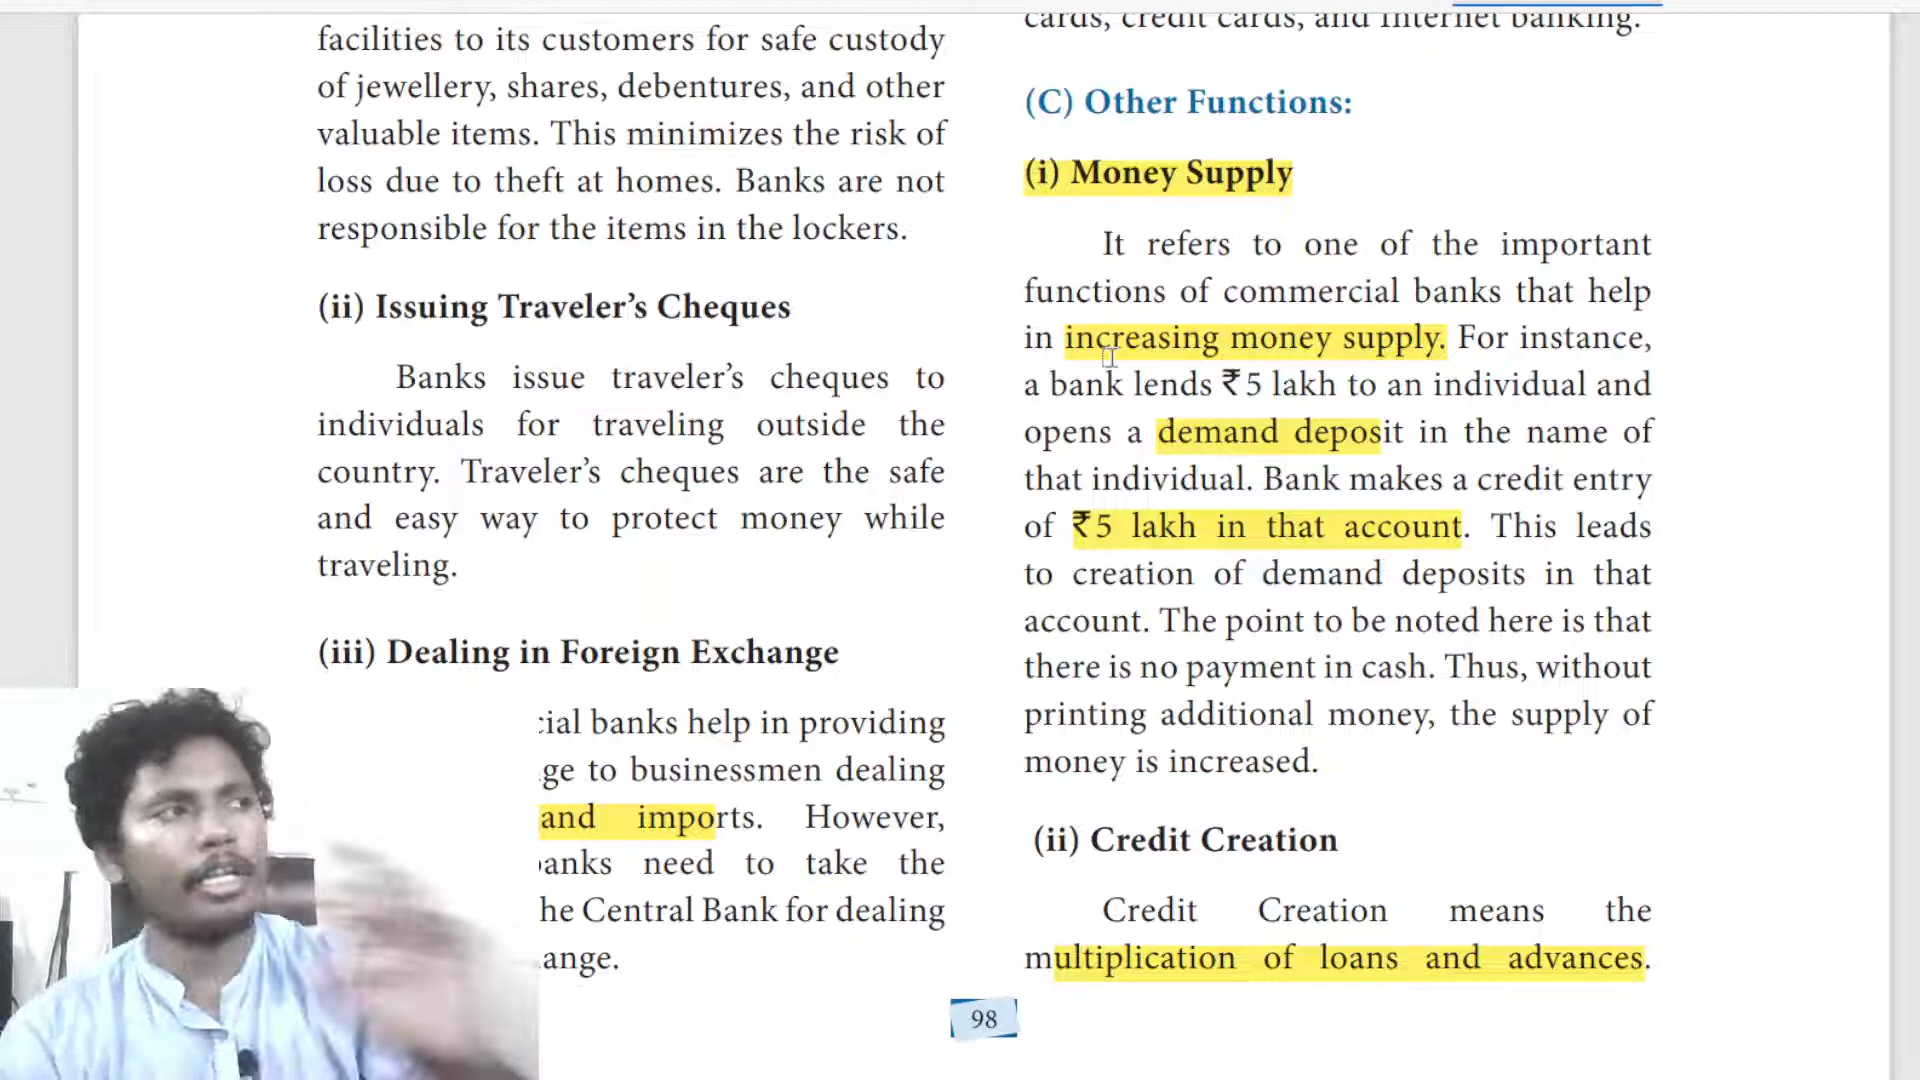 facilities to its customers for safe custody
of jewellery, shares, debentures, and other
valuable items. This minimizes the risk of
loss due to theft at homes. Banks are not
responsible for the items in the lockers.
(ii) Issuing Traveler’s Cheques
Banks issue traveler’s cheques to
individuals for traveling outside the
country. Traveler’s cheques are the safe
and easy way to protect money while
traveling.
(iii) Dealing in Foreign Exchange
banks help in providing
to businessmen dealing
and imports. However,
need to take the
Central Bank for dealing
cards, credit cards, and internet banking.
(C) Other Functions:
(i) Money Supply
It refers to one of the important
functions of commercial banks that help
in increasing money supply. For instance,
a bank lends ₹5 lakh to an individual and
opens a demand deposit in the name of
that individual. Bank makes a credit entry
of ₹5 lakh in that account. This leads
to creation of demand deposits in that
account. The point to be noted here is that
there is no payment in cash. Thus, without
printing additional money, the supply of
money is increased.
(ii) Credit Creation
Credit Creation means the
multiplication of loans and advances.
98